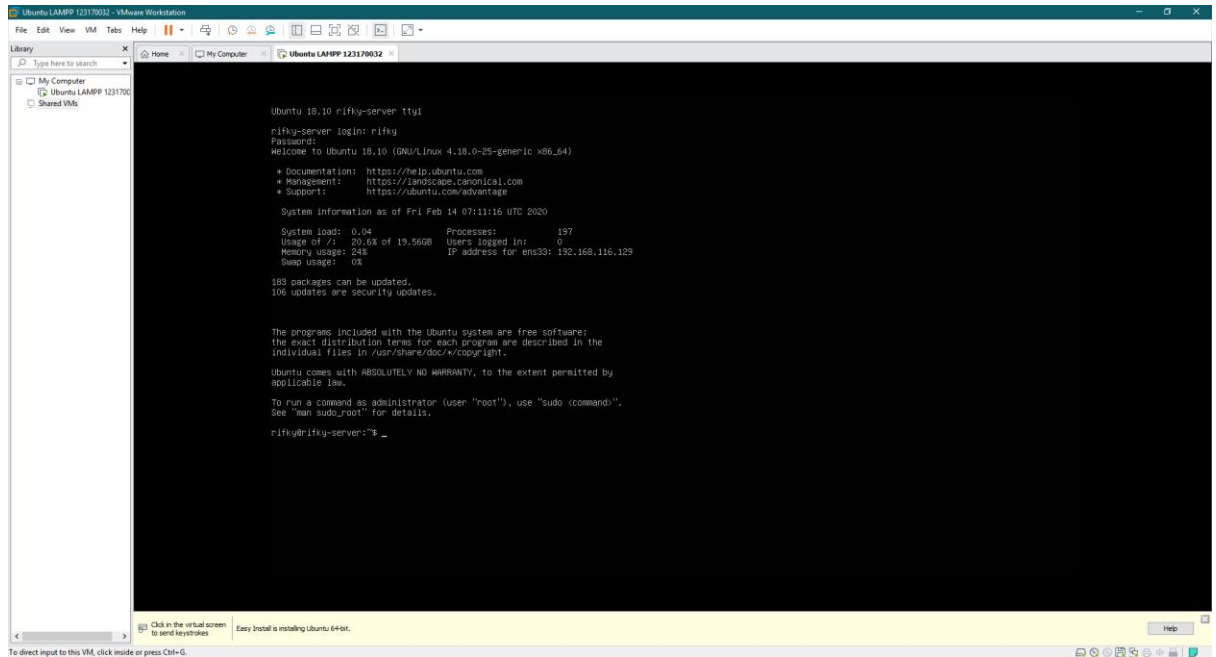 Ubuntu LAMPP 123170032 - VMware Workstation
File Edit View VM Tabs Help
Library
Type here to search
My Computer
Ubuntu LAMPP 1231700
Shared VMs
Home
My Computer
Ubuntu LAMPP 123170032
Ubuntu 18.10 rifky-server tty1
rifky-server login: rifky
Password:
Welcome to Ubuntu 18.10 (GNU/Linux 4.18.0-25-generic x86_64)
* Documentation: https://help.ubuntu.com
* Management: https://landscape.canonical.com
* Support: https://ubuntu.com/advantage
System information as of Fri Feb 14 07:11:16 UTC 2020
System load: 0.04 Processes: 197
Usage of /: 20.6% of 19.56GB Users logged in: 0
Memory usage: 24% IP address for ens33: 192.168.116.129
Swap usage: 0%
183 packages can be updated.
106 updates are security updates.
The programs included with the Ubuntu system are free software;
the exact distribution terms for each program are described in the
individual files in /usr/share/doc/*/copyright.
Ubuntu comes with ABSOLUTELY NO WARRANTY, to the extent permitted by
applicable law.
To run a command as administrator (user "root"), use "sudo <command>".
See "man sudo_root" for details.
rifky@rifky-server:~$ _
Click in the virtual screen
to send keystrokes
Easy Install is installing Ubuntu 64-bit.
Help
To direct input to this VM, click inside or press Ctrl+G.